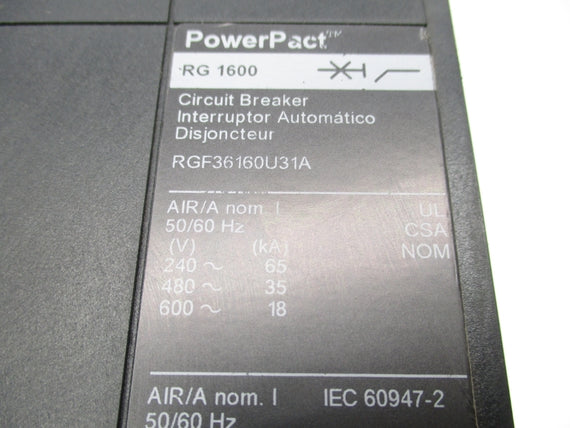 PowerPact™
RG 1600
Circuit Breaker
Interruptor Automático
Disjoncteur
RGF36160U31A
AIR/A nom. I UL
50/60 Hz CSA
(V) (kA) NOM
240 ~ 65
480 ~ 35
600 ~ 18
AIR/A nom. I IEC 60947-2
50/60 Hz